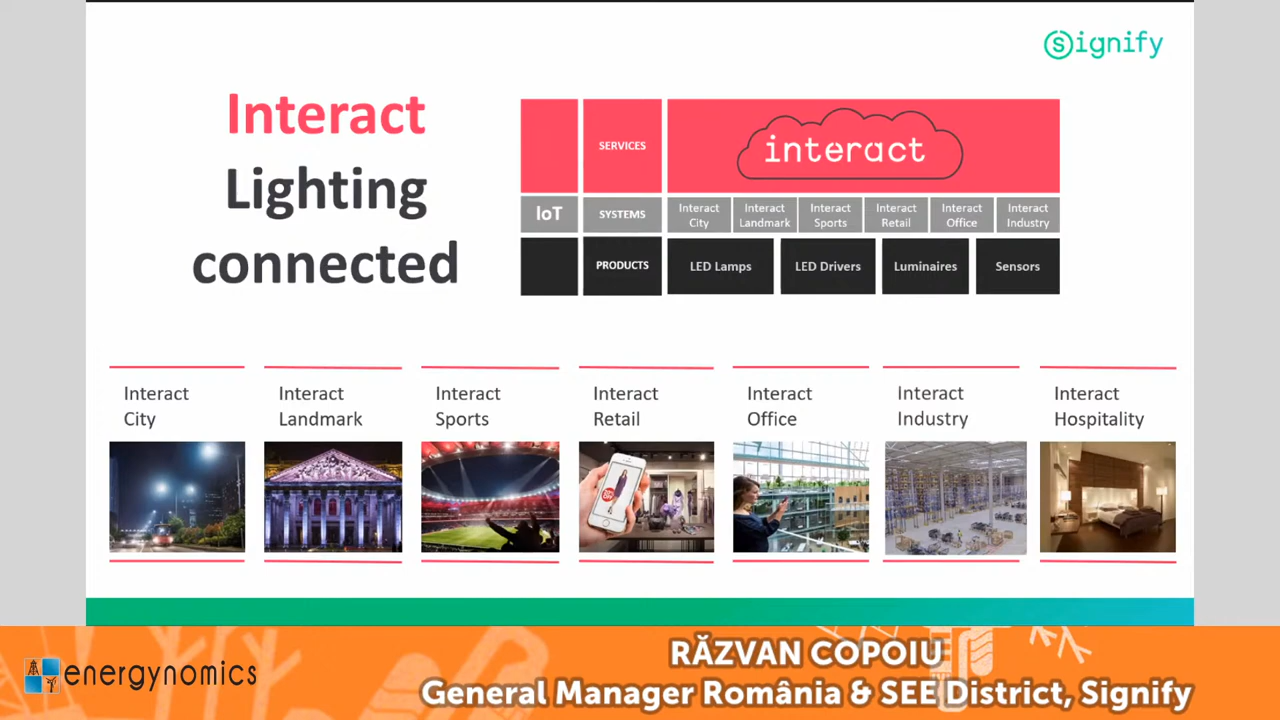 signify
Interact
Lighting
connected
SERVICES
interact
IoT
SYSTEMS
Interact
City
Interact
Landmark
Interact
Sports
Interact
Retail
Interact
Office
Interact
Industry
PRODUCTS
LED Lamps
LED Drivers
Luminaires
Sensors
Interact
City
Interact
Landmark
Interact
Sports
Interact
Retail
Interact
Office
Interact
Industry
Interact
Hospitality
energynomics
RĂZVAN COPOIU
General Manager România & SEE District, Signify